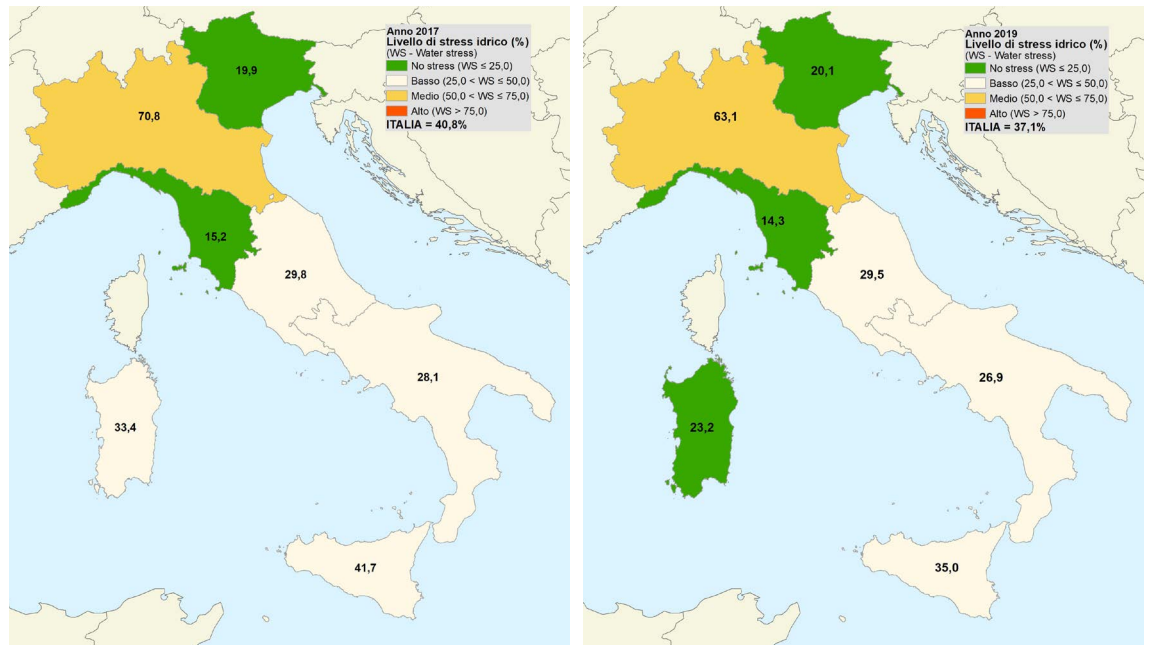 Anno 2017
Livello di stress idrico (%)
(WS - Water stress)
No stress (WS ≤ 25,0)
Basso (25,0 < WS ≤ 50,0)
Medio (50,0 < WS ≤ 75,0)
Alto (WS > 75,0)
ITALIA = 40,8%
19,9
70,8
15,2
29,8
28,1
33,4
41,7
Anno 2019
Livello di stress idrico (%)
(WS - Water stress)
No stress (WS ≤ 25,0)
Basso (25,0 < WS ≤ 50,0)
Medio (50,0 < WS ≤ 75,0)
Alto (WS > 75,0)
ITALIA = 37,1%
20,1
63,1
14,3
29,5
26,9
23,2
35,0